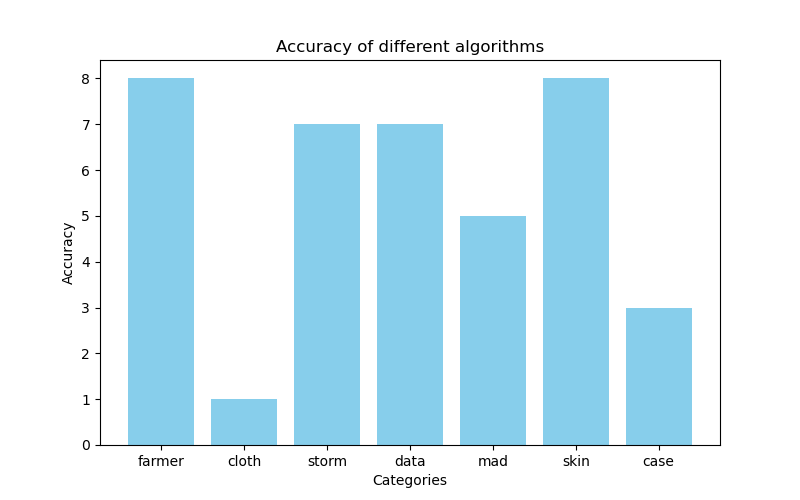 Accuracy of different algorithms
Accuracy
8
7
6
5
4
3
2
1
0
farmer cloth storm data mad skin case
Categories